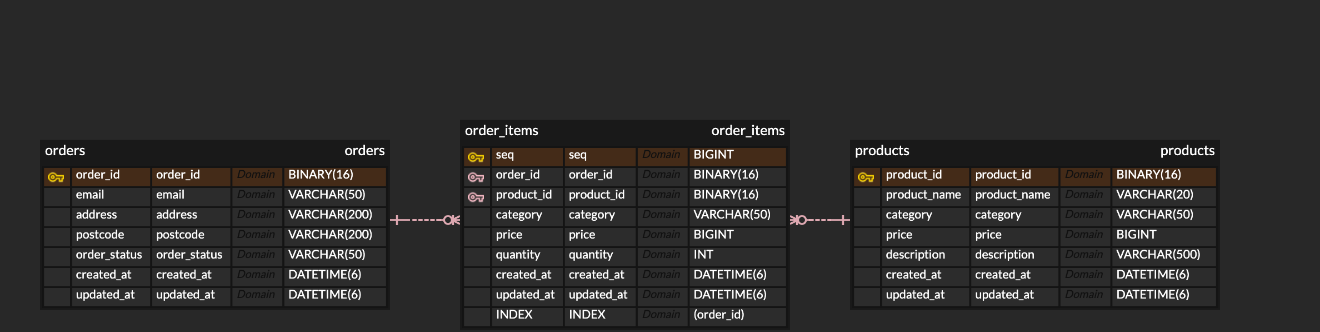 orders orders
order_id order_id Domain BINARY(16)
email email Domain VARCHAR(50)
address address Domain VARCHAR(200)
postcode postcode Domain VARCHAR(200)
order_status order_status Domain VARCHAR(50)
created_at created_at Domain DATETIME(6)
updated_at updated_at Domain DATETIME(6)
order_items order_items
seq seq Domain BIGINT
order_id order_id Domain BINARY(16)
product_id product_id Domain BINARY(16)
category category Domain VARCHAR(50)
price price Domain BIGINT
quantity quantity Domain INT
created_at created_at Domain DATETIME(6)
updated_at updated_at Domain DATETIME(6)
INDEX INDEX Domain (order_id)
products products
product_id product_id Domain BINARY(16)
product_name product_name Domain VARCHAR(20)
category category Domain VARCHAR(50)
price price Domain BIGINT
description description Domain VARCHAR(500)
created_at created_at Domain DATETIME(6)
updated_at updated_at Domain DATETIME(6)